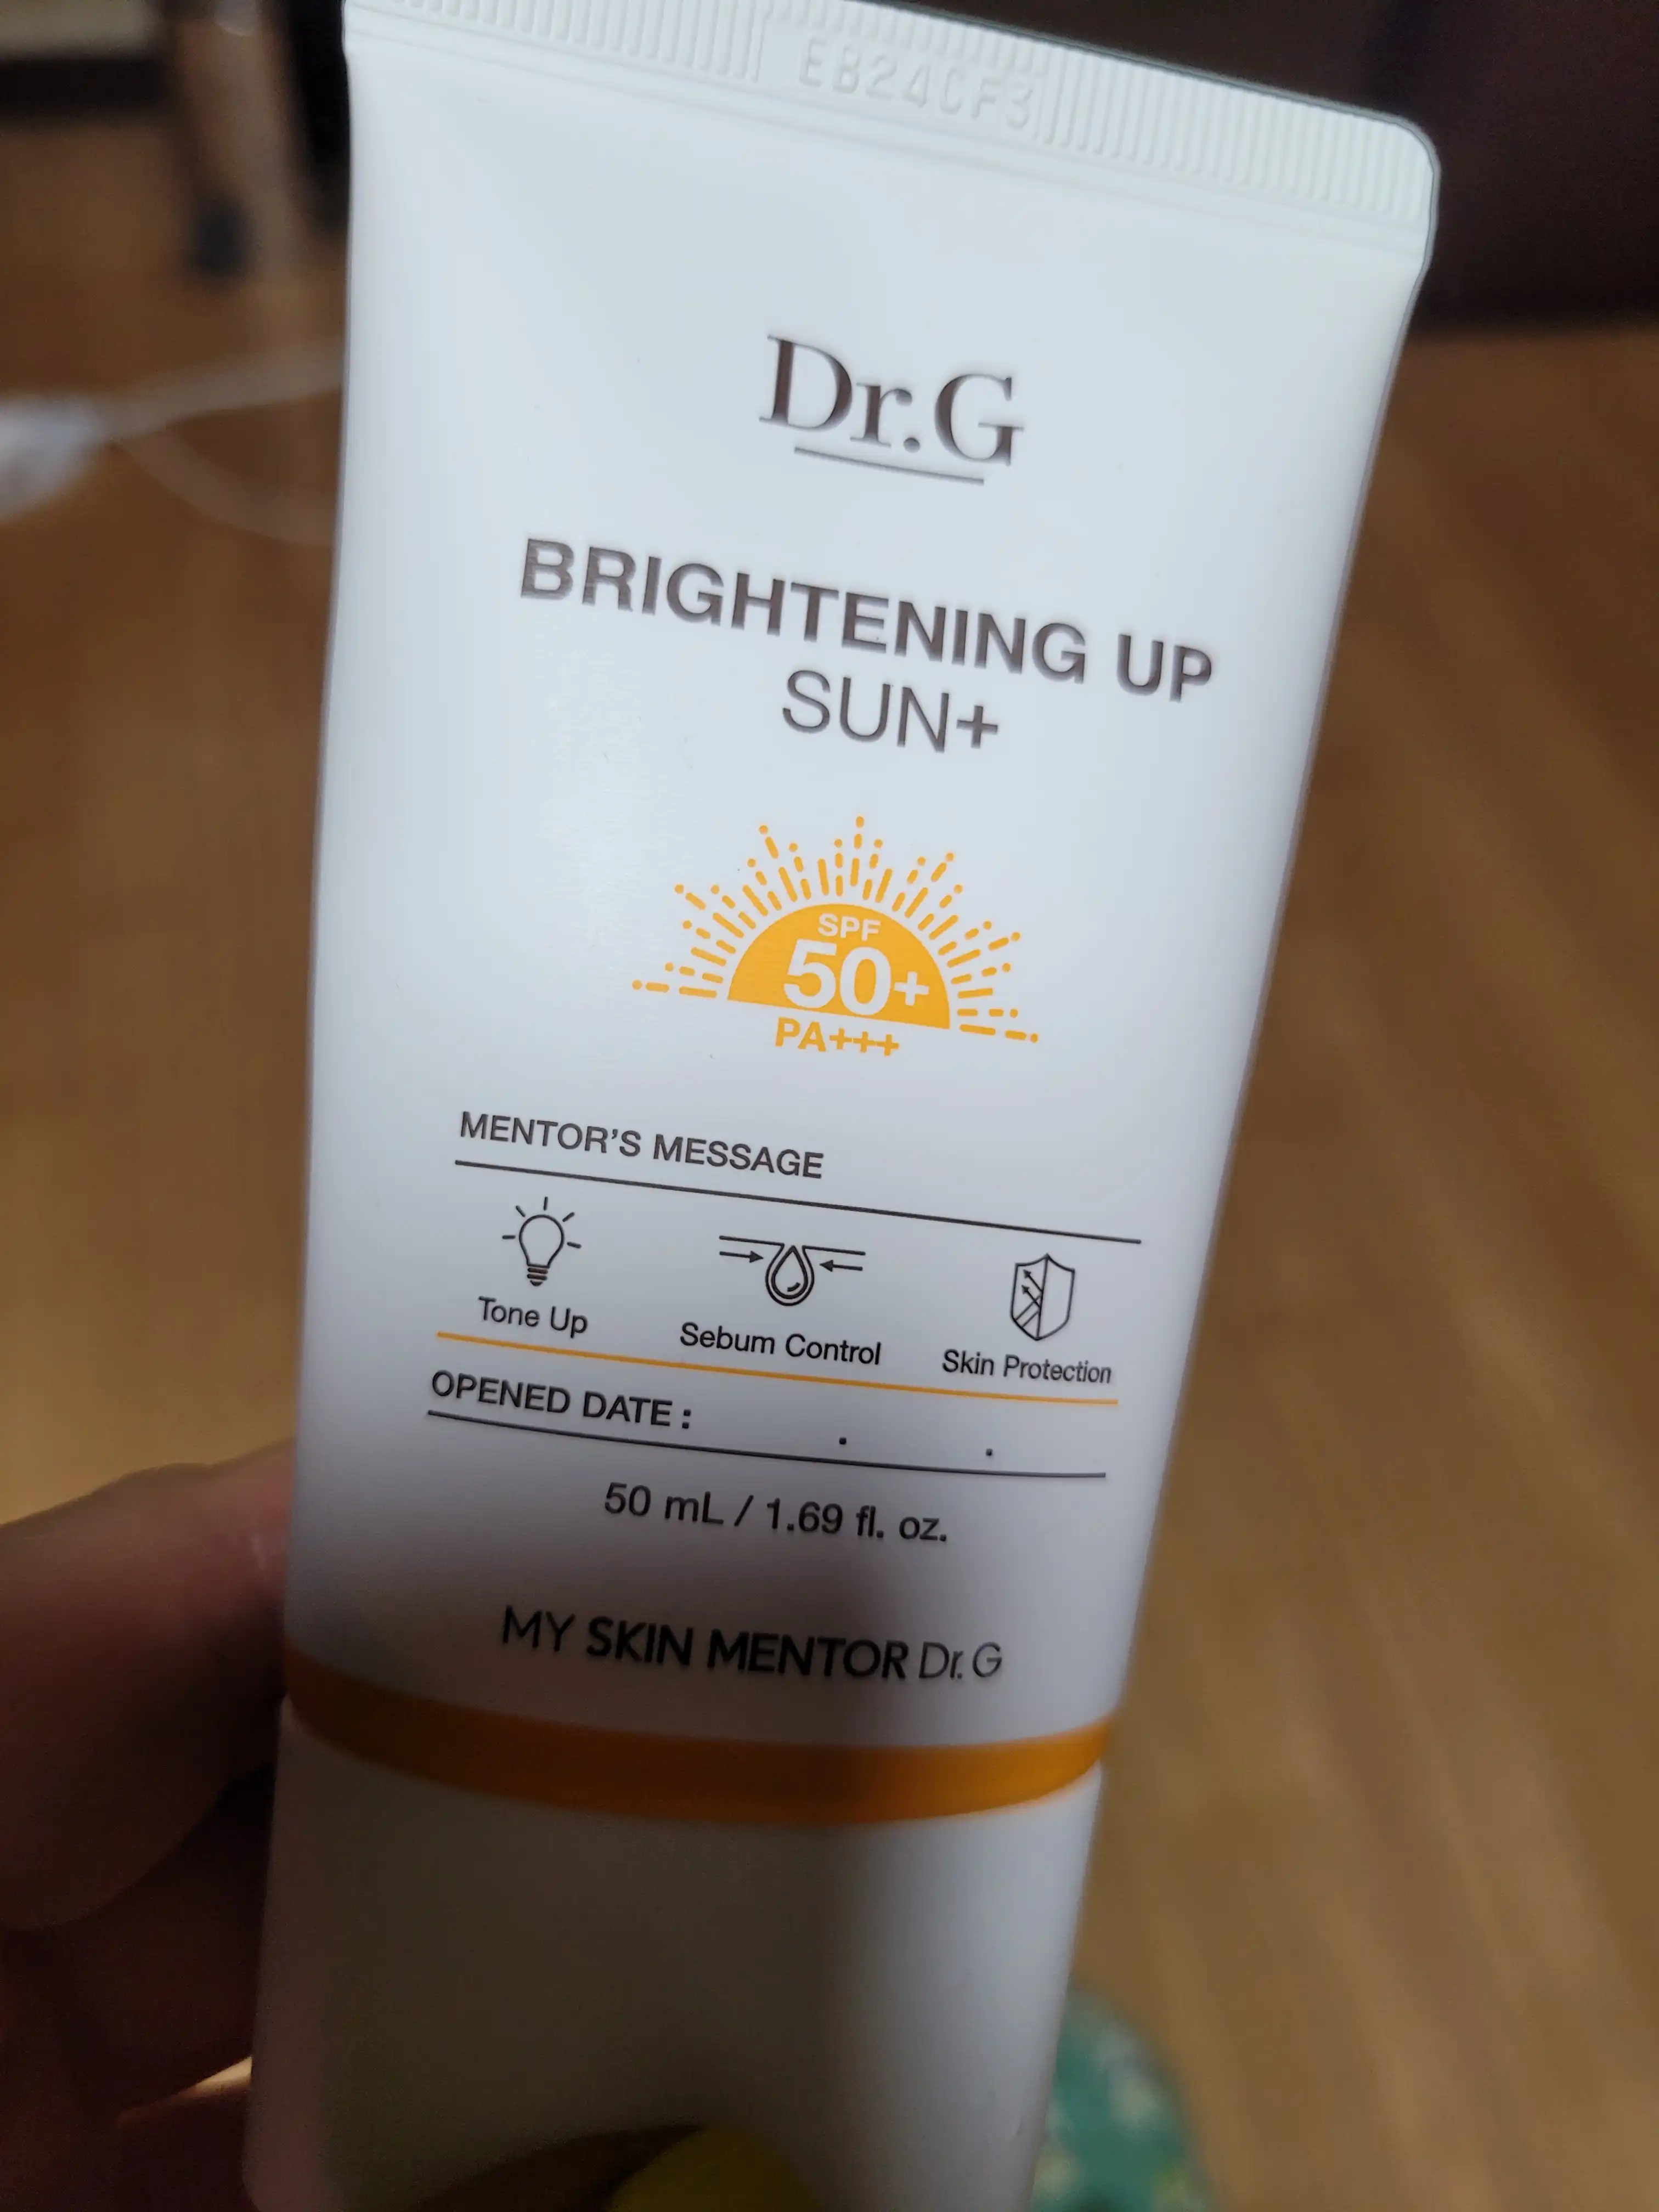 EB24CF3
Dr.G
BRIGHTENING UP
SUN+
SPF
50+
PA+++
MENTOR'S MESSAGE
Tone Up Sebum Control Skin Protection
OPENED DATE : . .
50 mL / 1.69 fl. oz.
MY SKIN MENTOR Dr.G